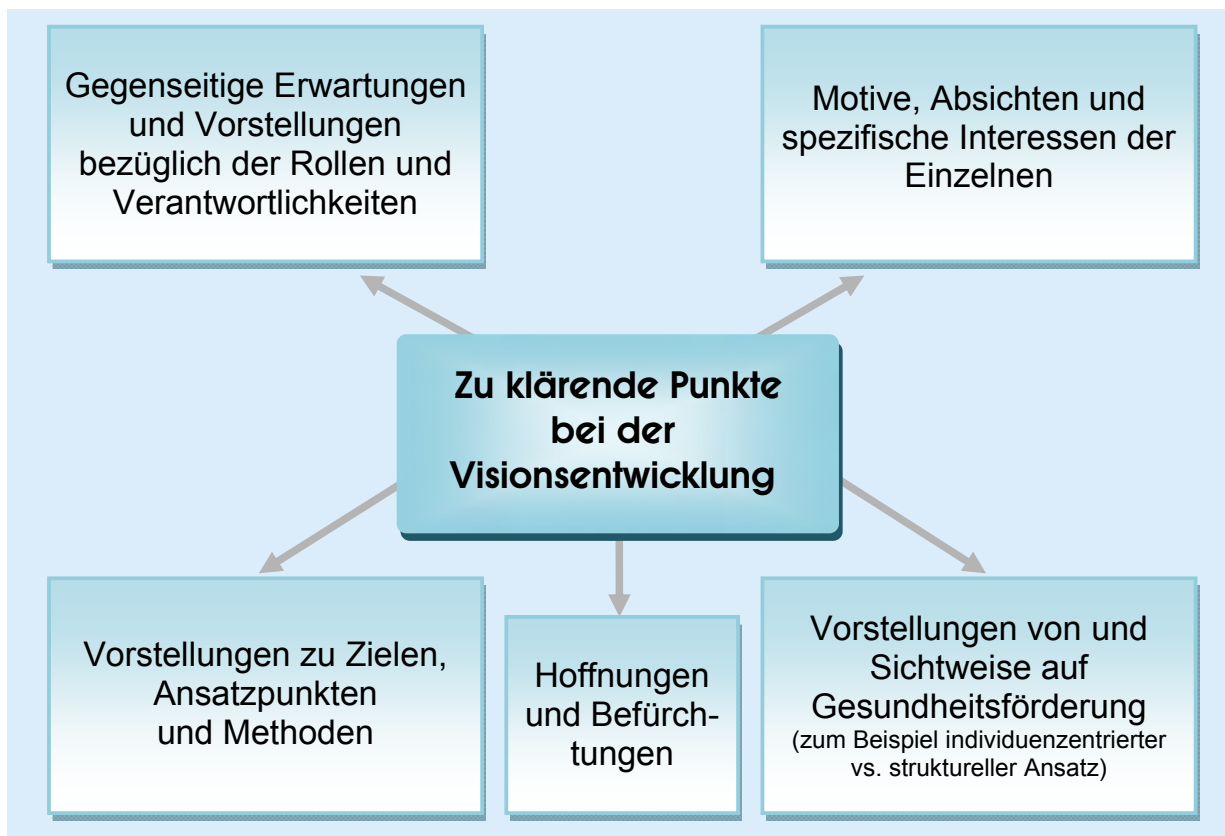 Gegenseitige Erwartungen
und Vorstellungen
bezüglich der Rollen und
Verantwortlichkeiten
Motive, Absichten und
spezifische Interessen der
Einzelnen
Zu klärende Punkte
bei der
Visionsentwicklung
Vorstellungen zu Zielen,
Ansatzpunkten
und Methoden
Hoffnungen
und Befürch-
tungen
Vorstellungen von und
Sichtweise auf
Gesundheitsförderung
(zum Beispiel individuenzentrierter
vs. struktureller Ansatz)